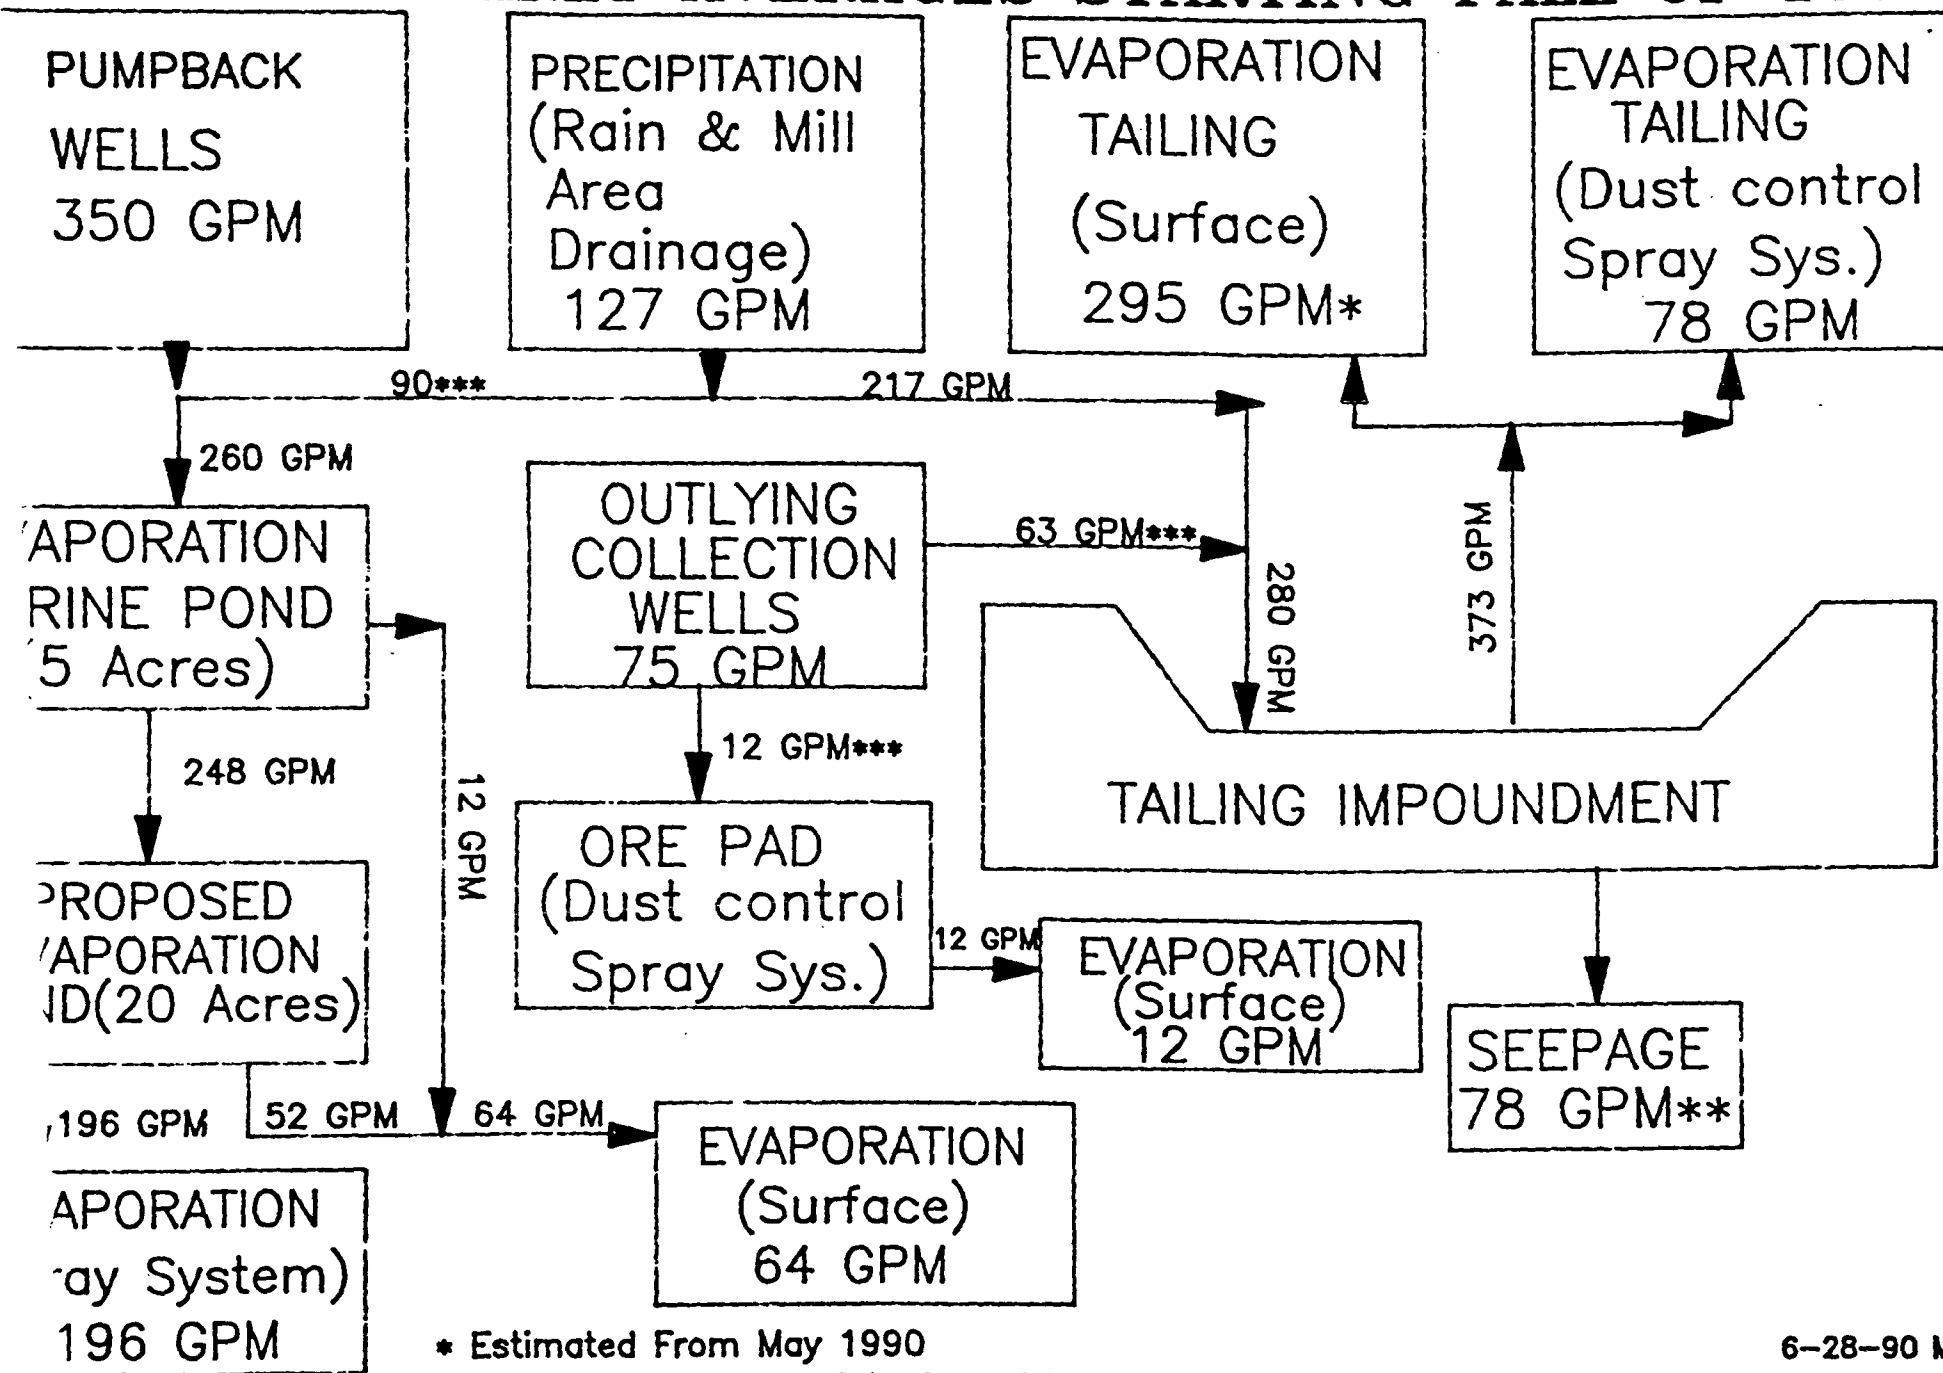 PUMPBACK
WELLS
350 GPM
PRECIPITATION
(Rain & Mill
Area
Drainage)
127 GPM
EVAPORATION
TAILING
(Surface)
295 GPM*
EVAPORATION
TAILING
(Dust control
Spray Sys.)
78 GPM
90***
217 GPM
260 GPM
APORATION
RINE POND
5 Acres)
OUTLYING
COLLECTION
WELLS
75 GPM
63 GPM***
280 GPM
373 GPM
12 GPM***
248 GPM
12 GPM
TAILING IMPOUNDMENT
PROPOSED
APORATION
ND(20 Acres)
ORE PAD
(Dust control
Spray Sys.)
12 GPM
EVAPORATION
(Surface)
12 GPM
SEEPAGE
78 GPM**
196 GPM
52 GPM
64 GPM
EVAPORATION
(Surface)
64 GPM
APORATION
ay System)
196 GPM
* Estimated From May 1990
6-28-90